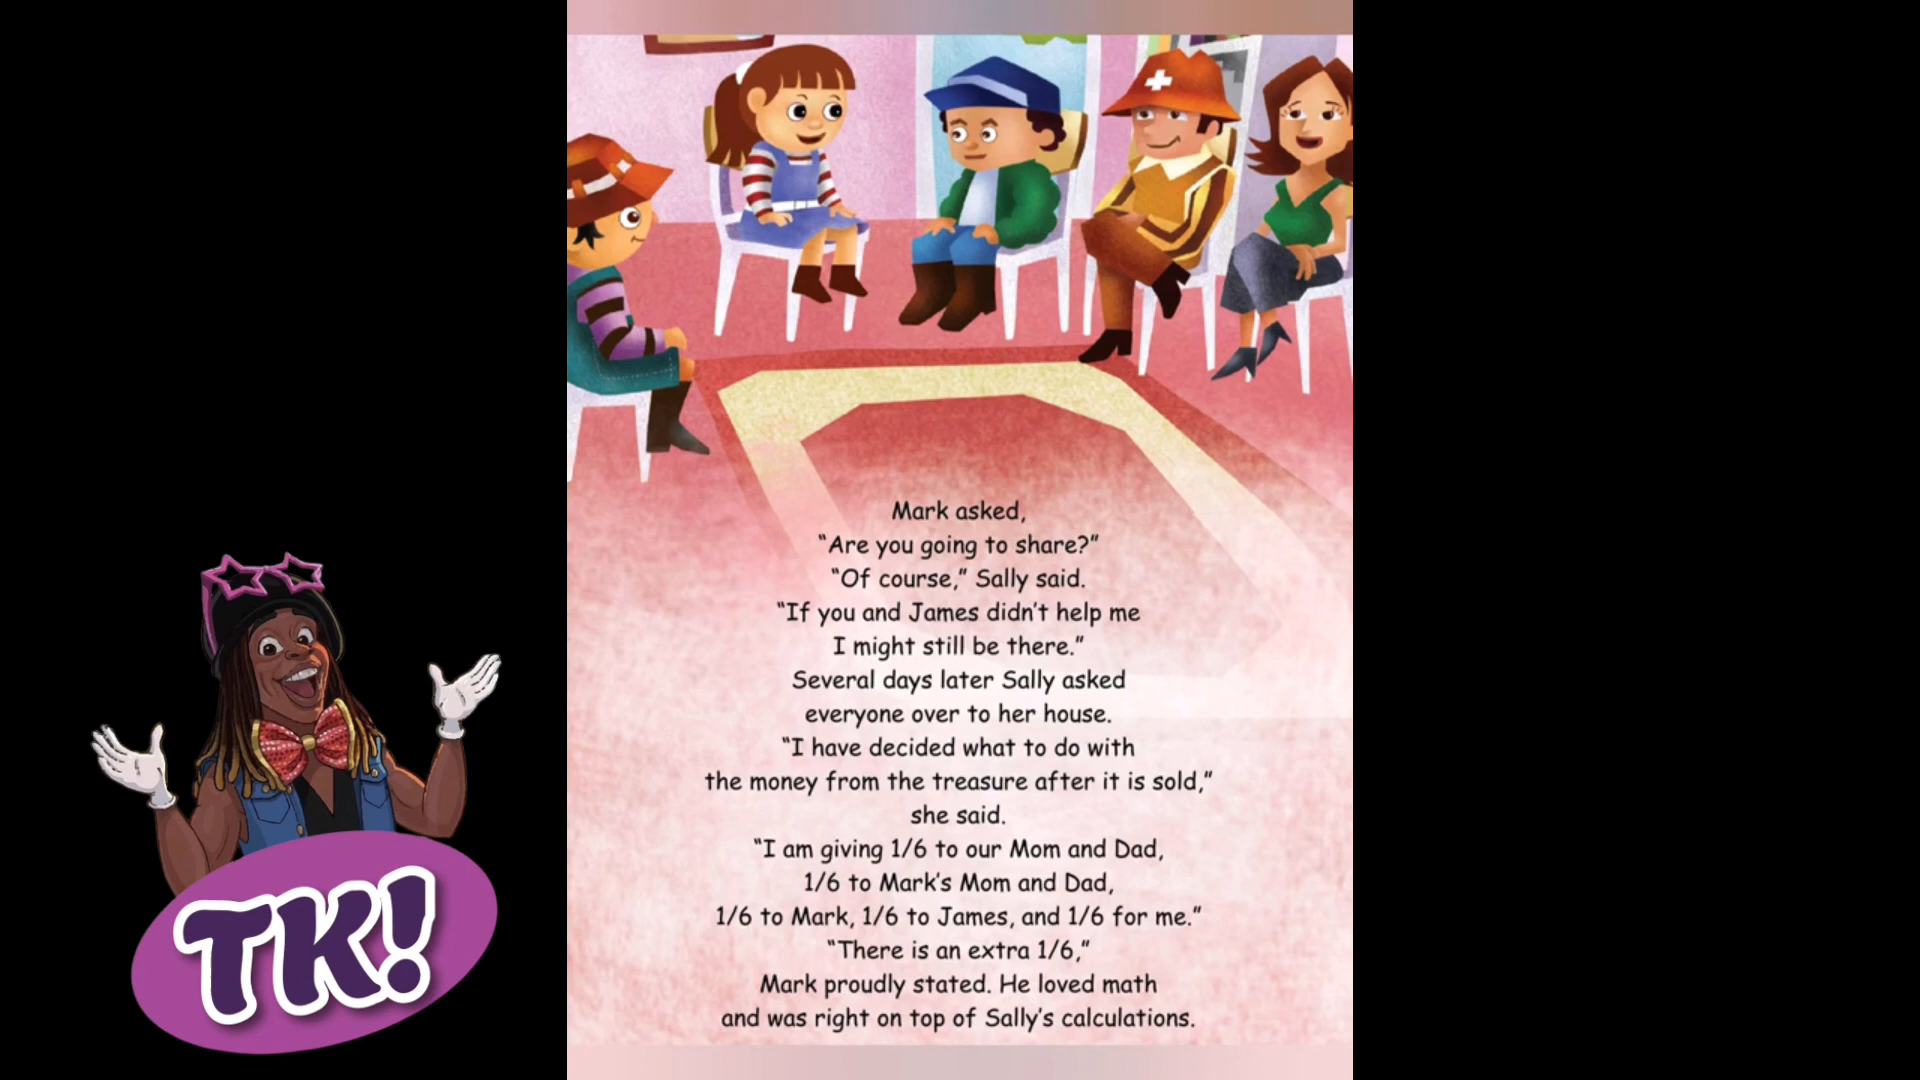 Mark asked,
“Are you going to share?”
“Of course,” Sally said.
“If you and James didn’t help me
I might still be there.”
Several days later Sally asked
everyone over to her house.
“I have decided what to do with
the money from the treasure after it is sold,”
she said.
“I am giving 1/6 to our Mom and Dad,
1/6 to Mark’s Mom and Dad,
1/6 to Mark, 1/6 to James, and 1/6 for me.”
“There is an extra 1/6,”
Mark proudly stated. He loved math
and was right on top of Sally’s calculations.
TK!